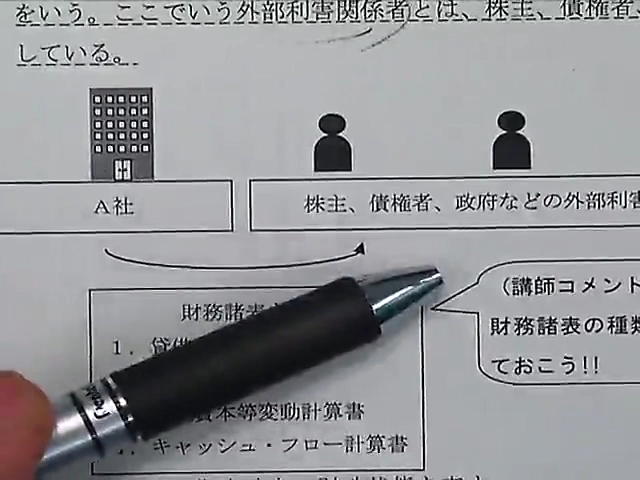 をいう。ここでいう外部利害関係者とは、株主、債権者、
している。
A社
株主、債権者、政府などの外部利害
(講師コメント
財務諸表の種類
ておこう!!
財務諸表
1. 貸借
資本等変動計算書
キャッシュ・フロー計算書